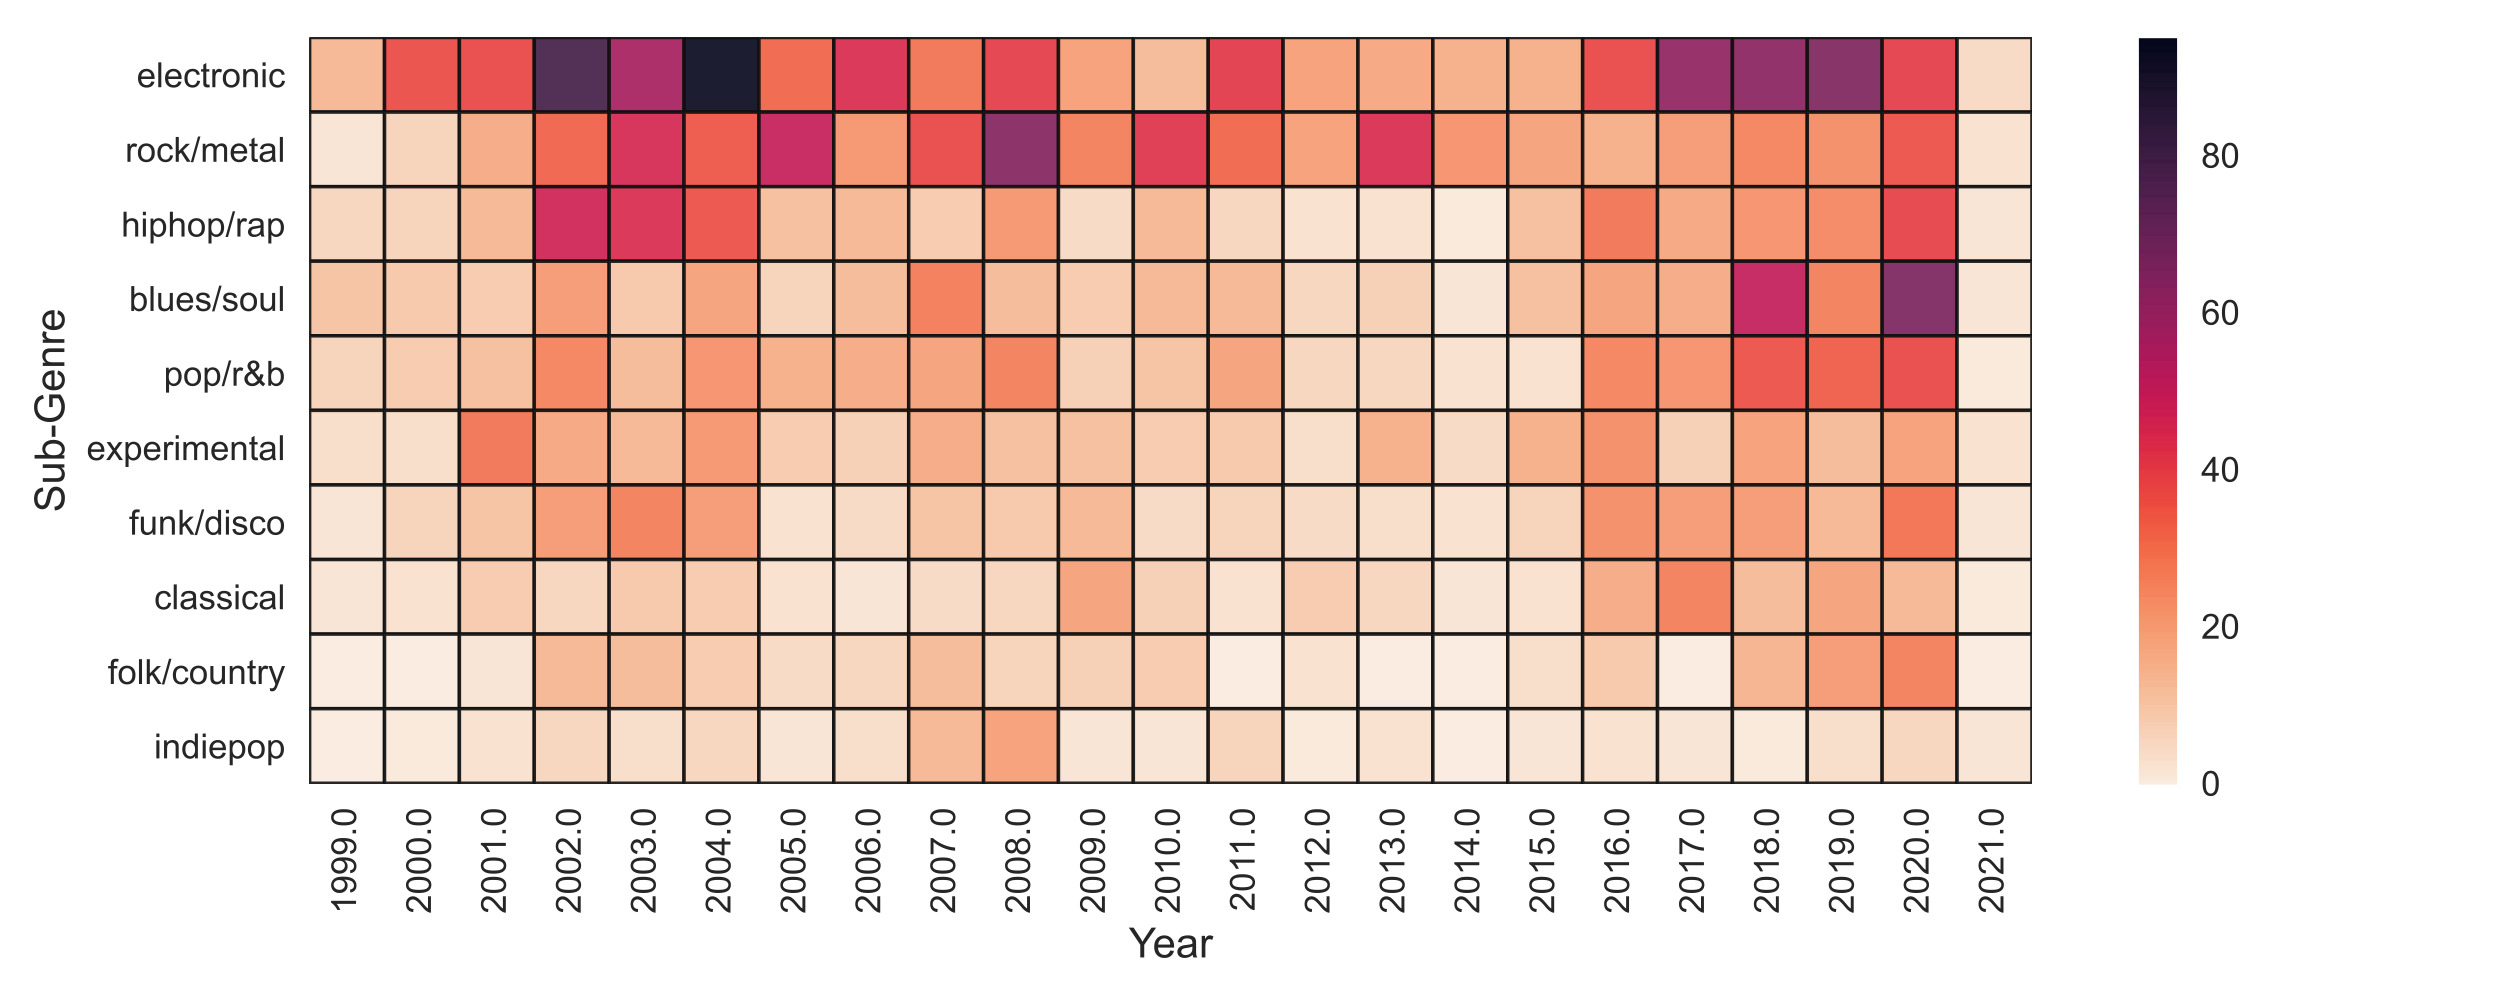 electronic
rock/metal
hiphop/rap
blues/soul
pop/r&b
experimental
funk/disco
classical
folk/country
indiepop
Sub-Genre
1999.0
2000.0
2001.0
2002.0
2003.0
2004.0
2005.0
2006.0
2007.0
2008.0
2009.0
2010.0
2011.0
2012.0
2013.0
2014.0
2015.0
2016.0
2017.0
2018.0
2019.0
2020.0
2021.0
Year
80
60
40
20
0